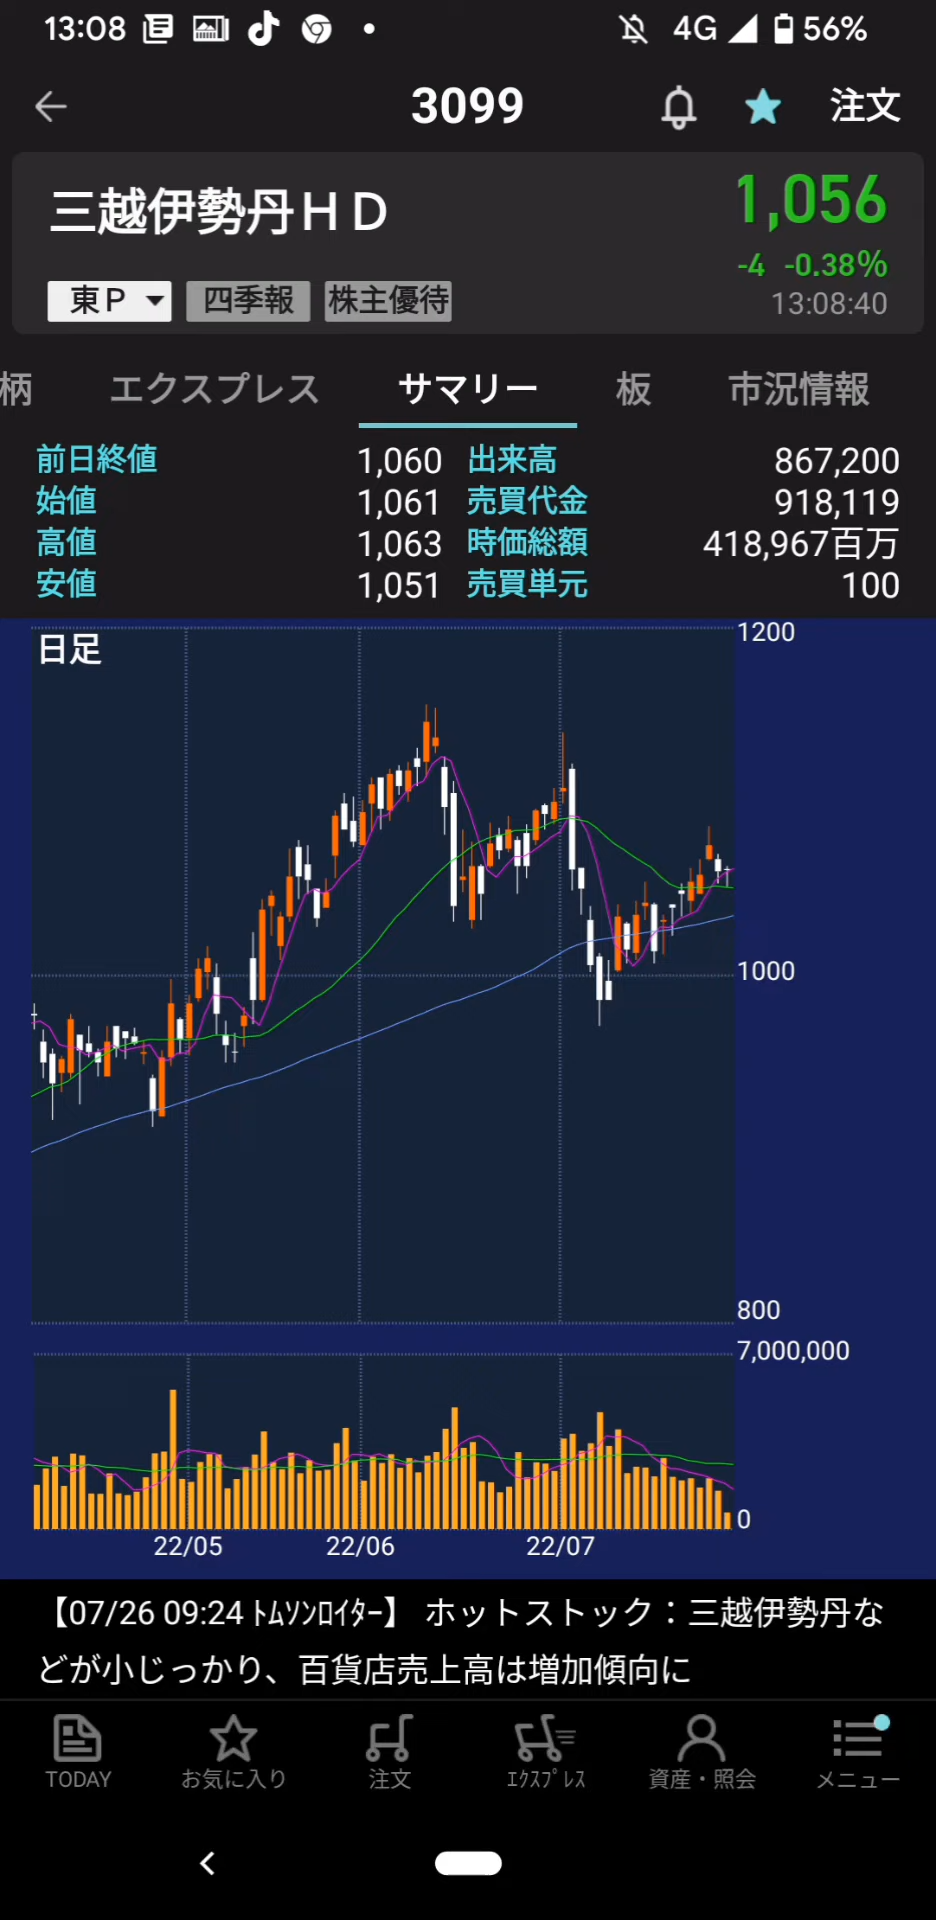 13:08 4G 56%
3099 注文
三越伊勢丹ＨＤ 1,056
-4 -0.38%
東Ｐ 四季報 株主優待 13:08:40
柄 エクスプレス サマリー 板 市況情報
前日終値 1,060 出来高 867,200
始値 1,061 売買代金 918,119
高値 1,063 時価総額 418,967百万
安値 1,051 売買単元 100
日足
1200
1000
800
7,000,000
0
22/05 22/06 22/07
【07/26 09:24 ﾄﾑｿﾝﾛｲﾀｰ】 ホットストック：三越伊勢丹な
どが小じっかり、百貨店売上高は増加傾向に
TODAY お気に入り 注文 ｴｸｽﾌﾟﾚｽ 資産・照会 メニュー